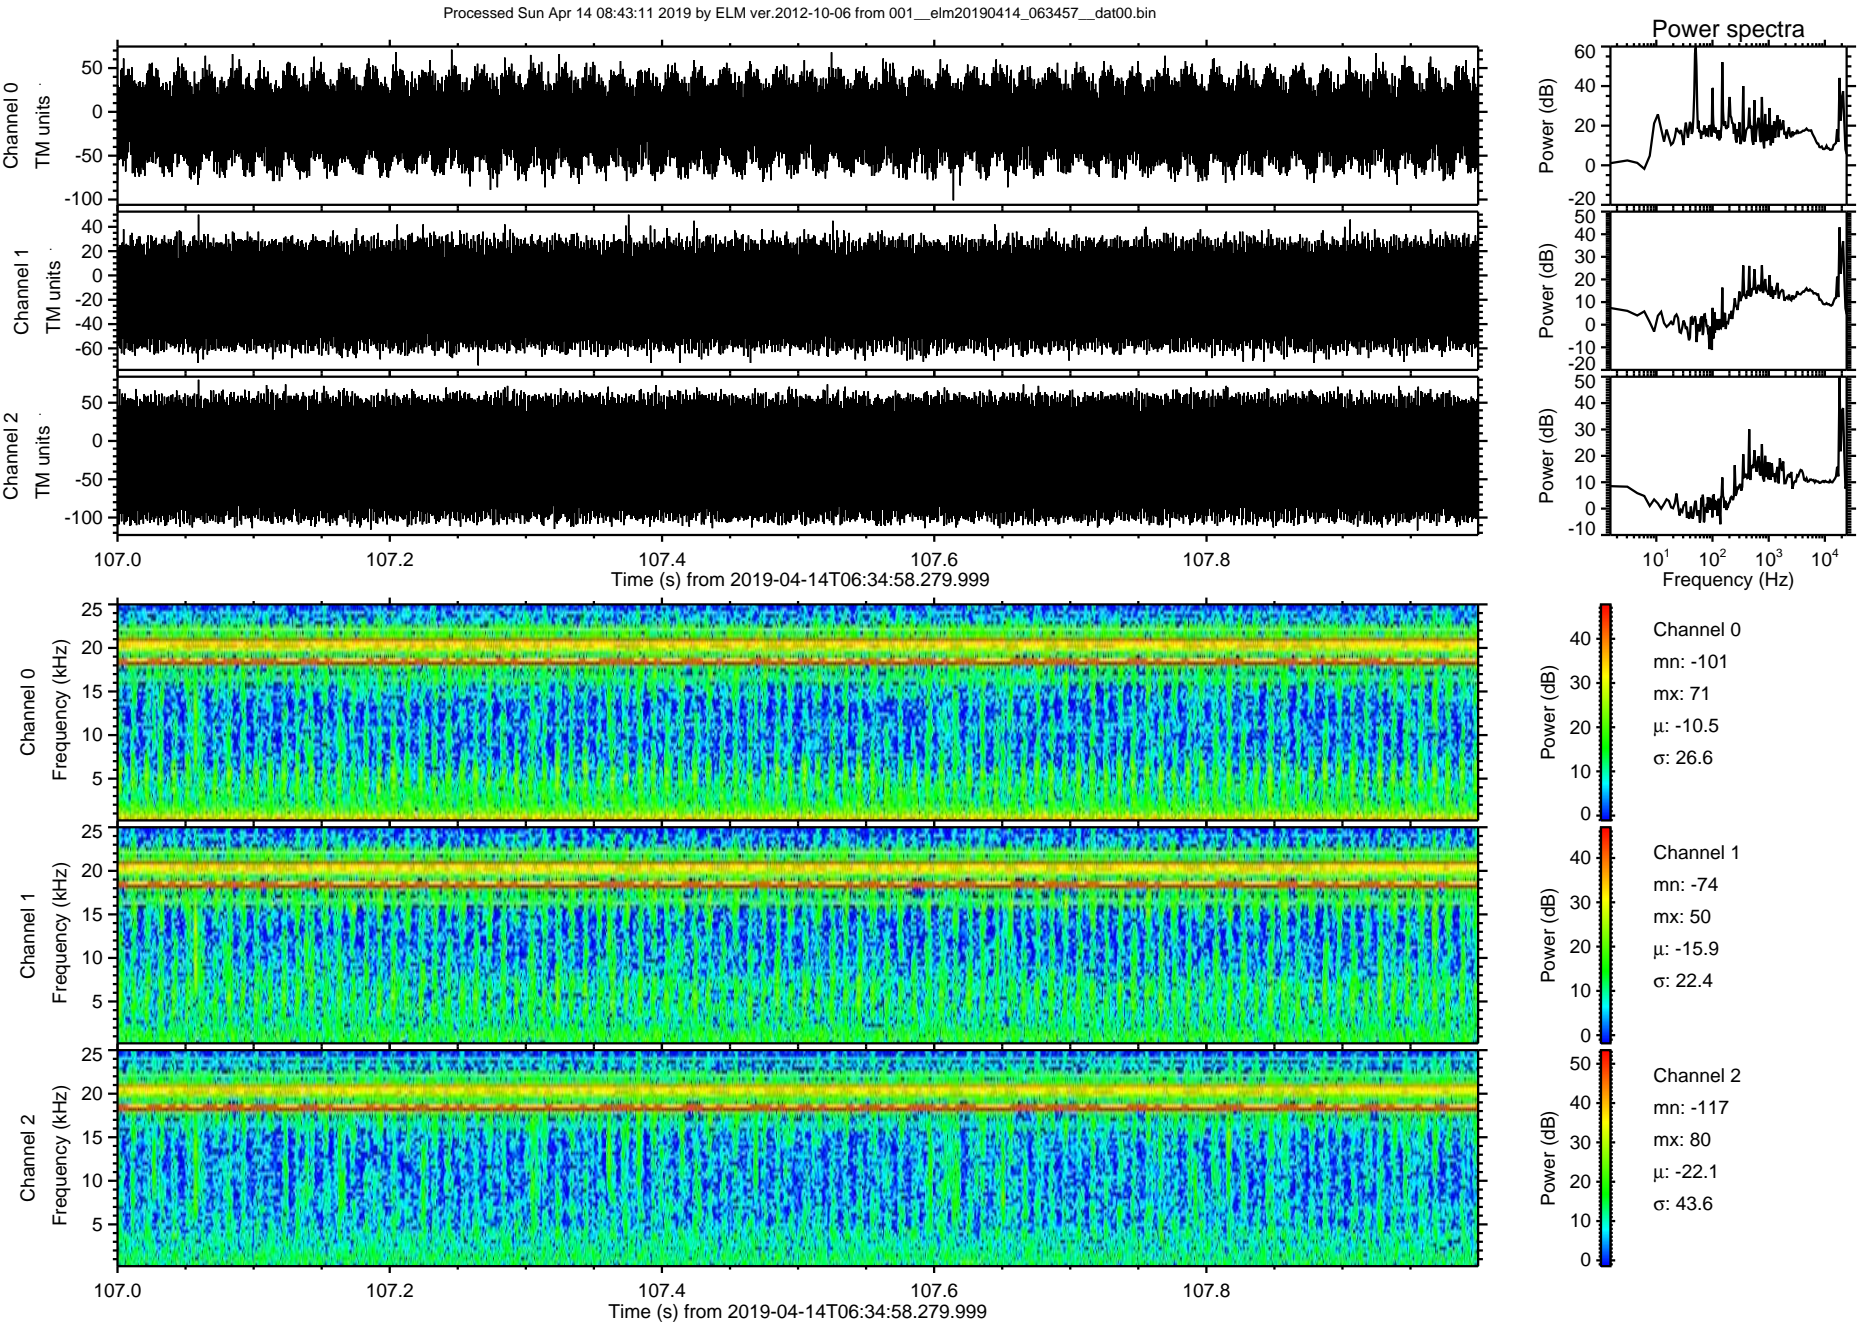 Processed Sun Apr 14 08:43:11 2019 by ELM ver.2012-10-06 from 001__elm20190414_063457__dat00.bin
Power spectra
Channel 0
TM units
50
0
-50
-100
Power (dB)
60
40
20
0
-20
Channel 1
TM units
40
20
0
-20
-40
-60
Power (dB)
50
40
30
20
10
0
-10
-20
Channel 2
TM units
50
0
-50
-100
Power (dB)
50
40
30
20
10
0
-10
107.0 107.2 107.4 107.6 107.8
Time (s) from 2019-04-14T06:34:58.279.999
10¹ 10² 10³ 10⁴
Frequency (Hz)
Channel 0
Frequency (kHz)
25
20
15
10
5
Power (dB)
40
30
20
10
0
Channel 0
mn: -101
mx: 71
μ: -10.5
σ: 26.6
Channel 1
Frequency (kHz)
25
20
15
10
5
Power (dB)
40
30
20
10
0
Channel 1
mn: -74
mx: 50
μ: -15.9
σ: 22.4
Channel 2
Frequency (kHz)
25
20
15
10
5
Power (dB)
50
40
30
20
10
0
Channel 2
mn: -117
mx: 80
μ: -22.1
σ: 43.6
107.0 107.2 107.4 107.6 107.8
Time (s) from 2019-04-14T06:34:58.279.999